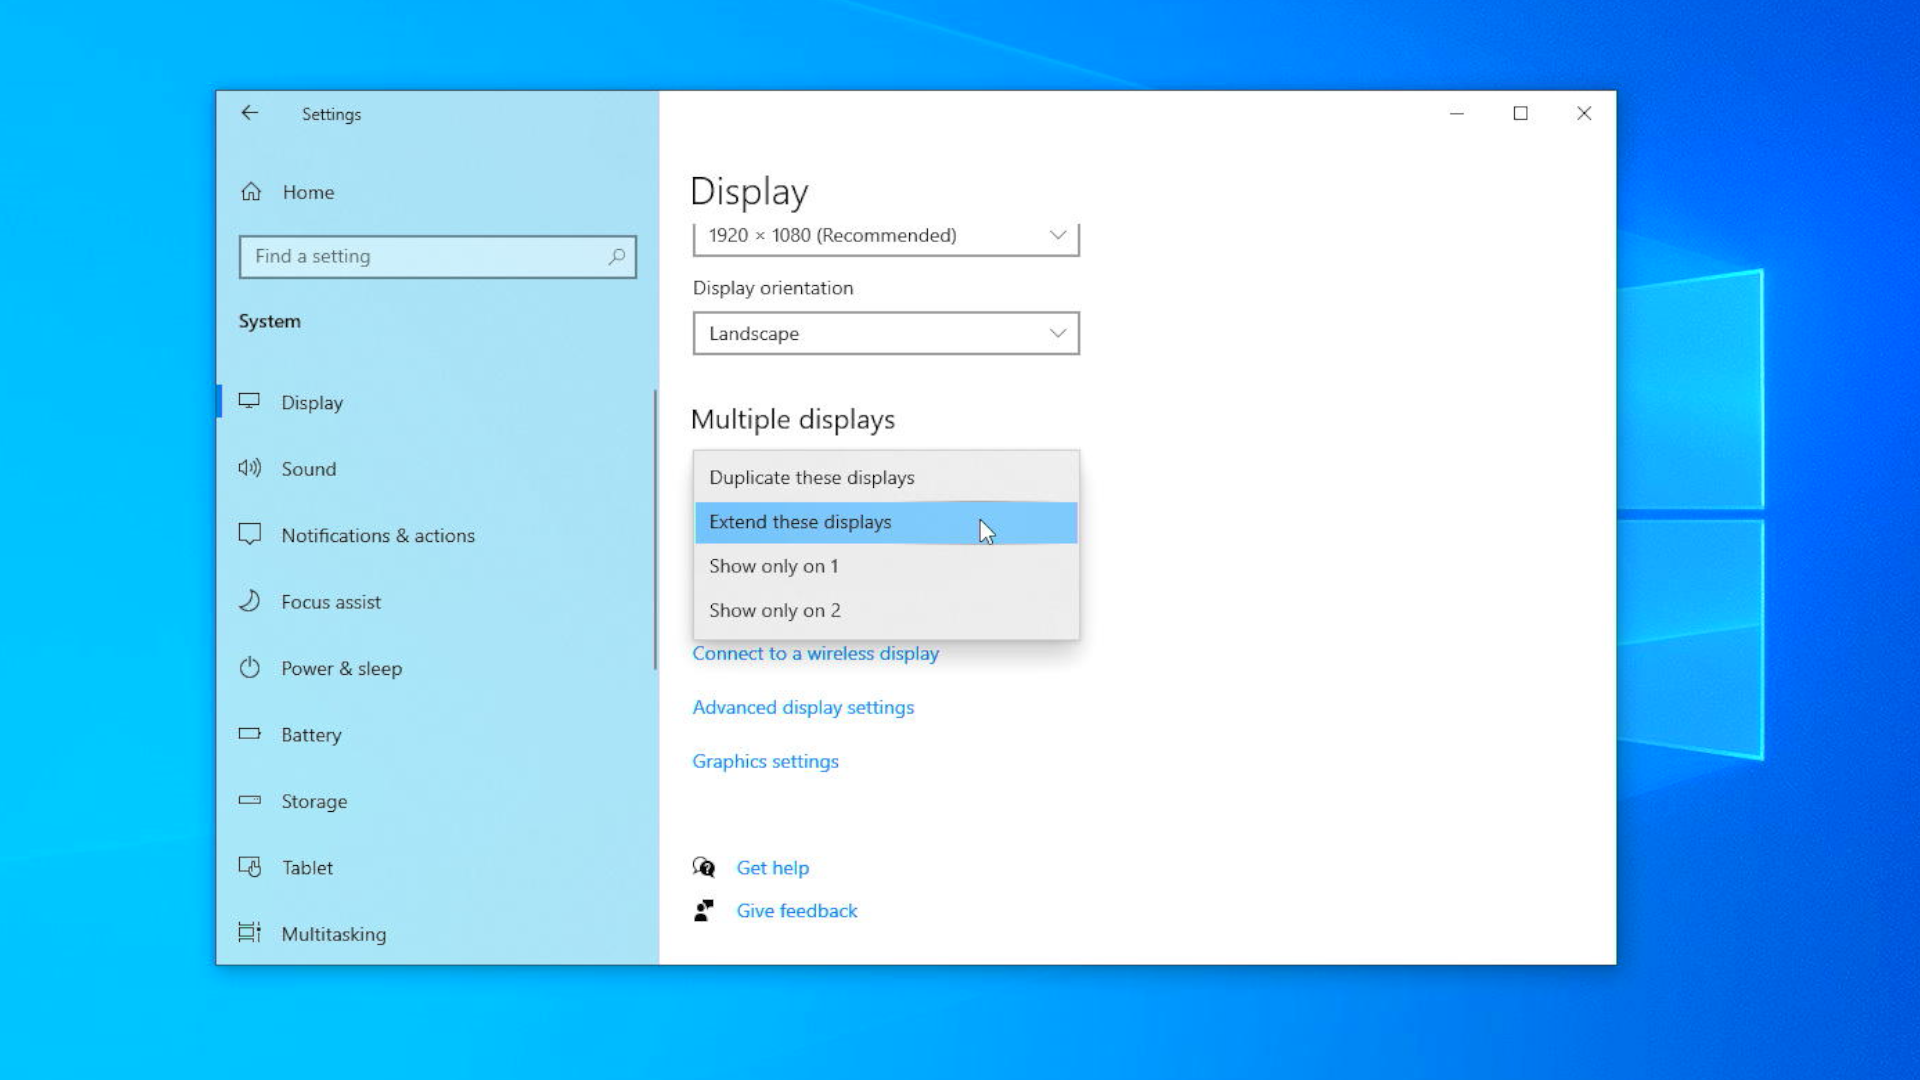 Settings
Home
Find a setting
System
Display
Sound
Notifications & actions
Focus assist
Power & sleep
Battery
Storage
Tablet
Multitasking
Display
1920 × 1080 (Recommended)
Display orientation
Landscape
Multiple displays
Duplicate these displays
Extend these displays
Show only on 1
Show only on 2
Connect to a wireless display
Advanced display settings
Graphics settings
Get help
Give feedback